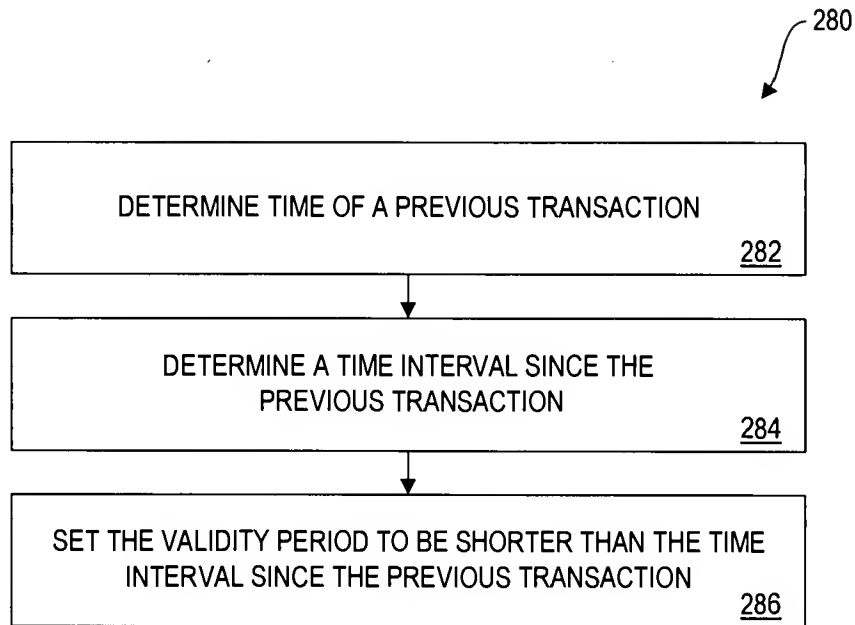 280
DETERMINE TIME OF A PREVIOUS TRANSACTION
282
DETERMINE A TIME INTERVAL SINCE THE
PREVIOUS TRANSACTION
284
SET THE VALIDITY PERIOD TO BE SHORTER THAN THE TIME
INTERVAL SINCE THE PREVIOUS TRANSACTION
286